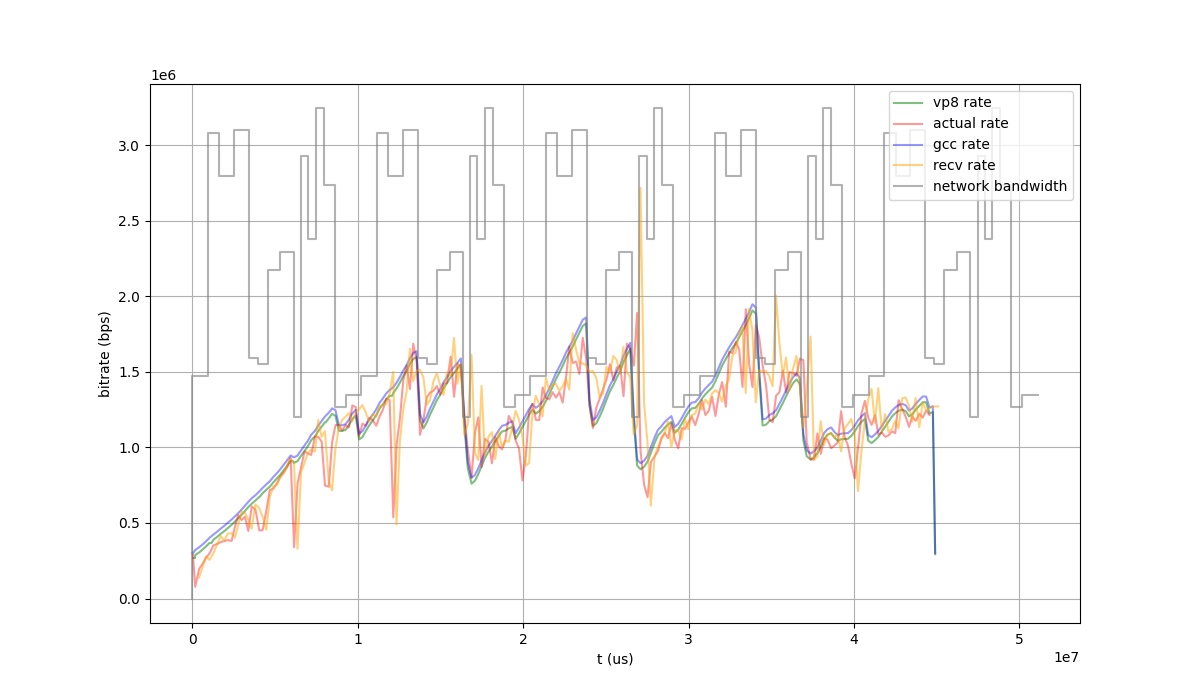 1e6
vp8 rate
actual rate
gcc rate
recv rate
network bandwidth
3.0
2.5
2.0
1.5
1.0
0.5
0.0
bitrate (bps)
0 1 2 3 4 5
1e7
t (us)